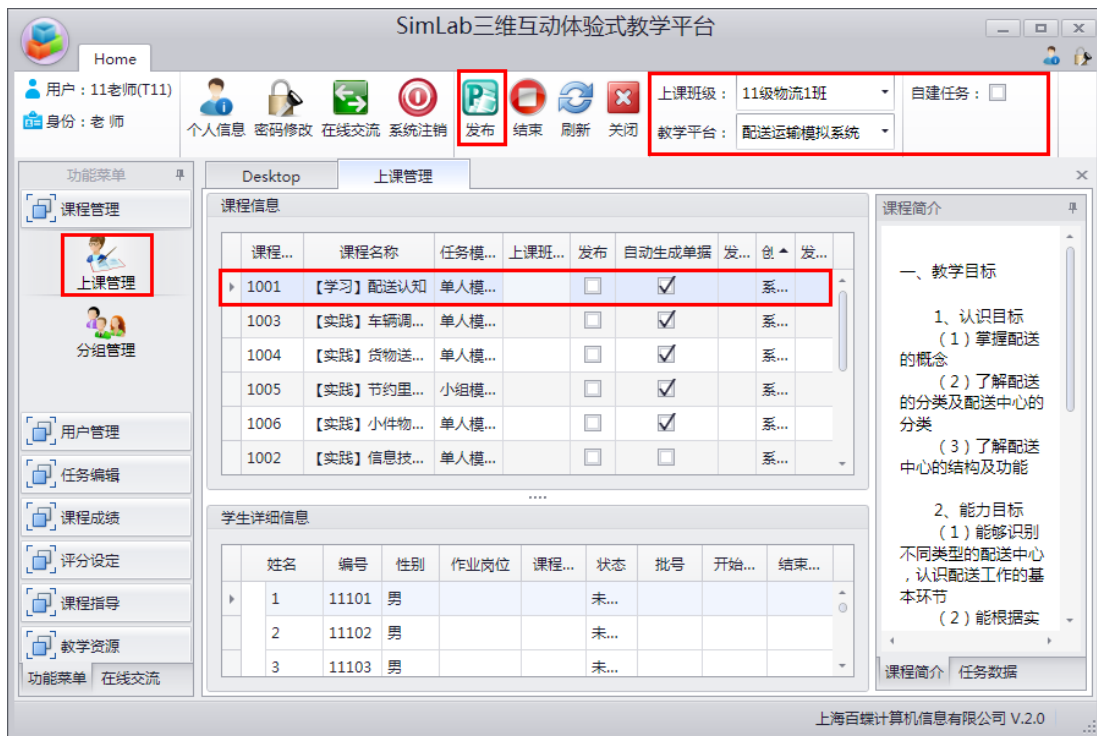 SimLab三维互动体验式教学平台
Home
用户：11老师(T11)
身份：老 师
个人信息 密码修改 在线交流 系统注销 发布 结束 刷新 关闭
上课班级： 11级物流1班 自建任务：
教学平台： 配送运输模拟系统
功能菜单
课程管理
上课管理
分组管理
用户管理
任务编辑
课程成绩
评分设定
课程指导
教学资源
功能菜单 在线交流
Desktop 上课管理
课程信息
课程... 课程名称 任务模... 上课班... 发布 自动生成单据 发... 创 发...
1001 【学习】配送认知 单人模... 系...
1003 【实践】车辆调... 单人模... 系...
1004 【实践】货物送... 单人模... 系...
1005 【实践】节约里... 小组模... 系...
1006 【实践】小件物... 单人模... 系...
1002 【实践】信息技... 单人模... 系...
学生详细信息
姓名 编号 性别 作业岗位 课程... 状态 批号 开始... 结束...
1 11101 男 未...
2 11102 男 未...
3 11103 男 未...
课程简介
一、教学目标
1、认识目标
（1）掌握配送
的概念
（2）了解配送
的分类及配送中心的
分类
（3）了解配送
中心的结构及功能
2、能力目标
（1）能够识别
不同类型的配送中心
，认识配送工作的基
本环节
（2）能根据实
课程简介 任务数据
上海百蝶计算机信息有限公司 V.2.0